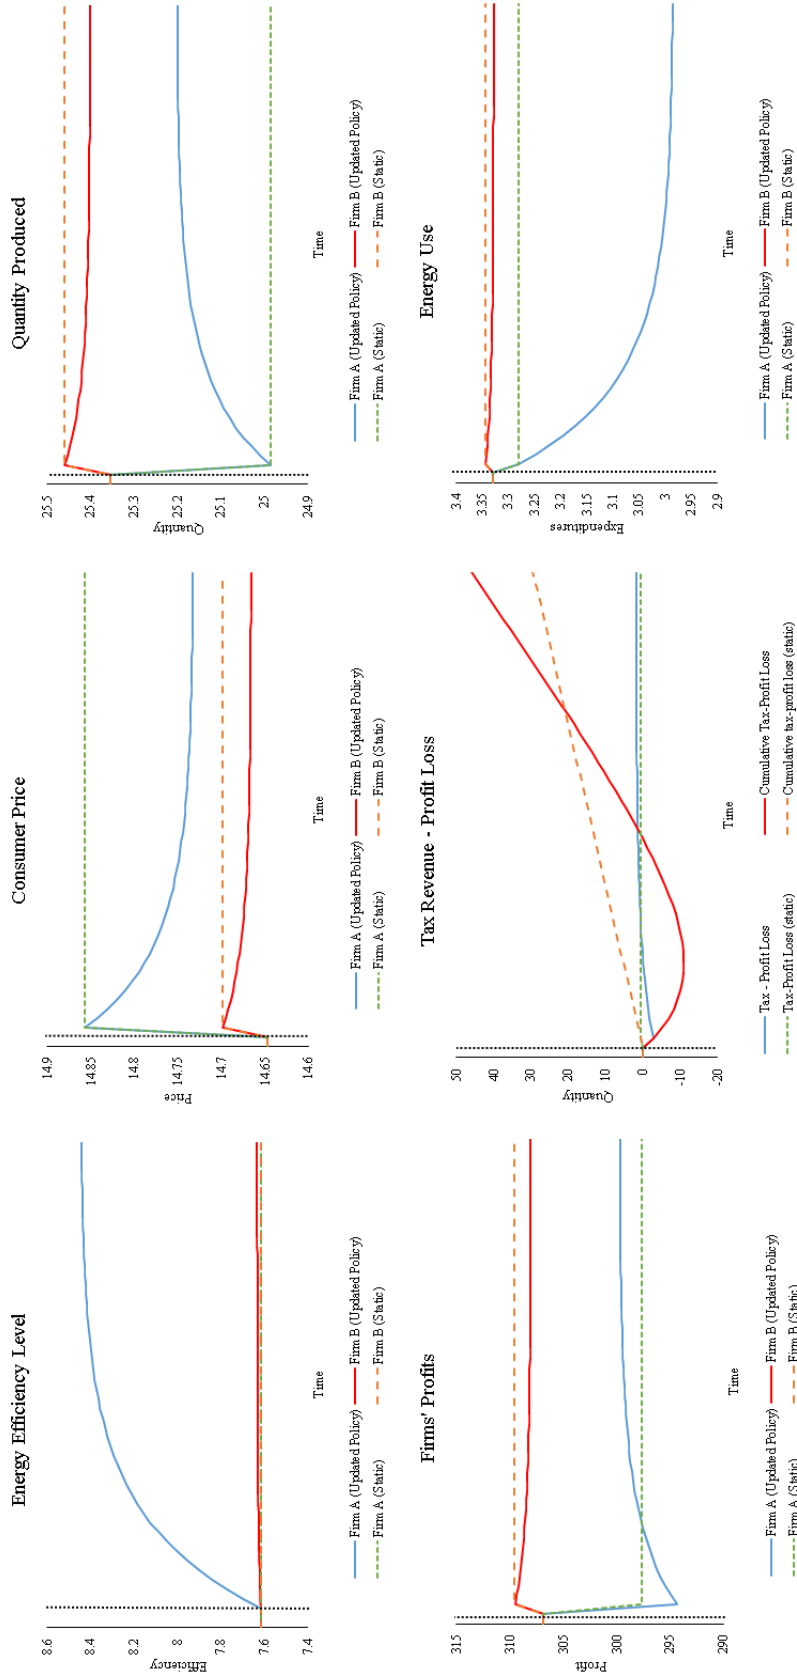 Energy Efficiency Level
8.6
8.4
8.2
8
7.8
7.6
7.4
Efficiency
Time
Firm A (Updated Policy)
Firm B (Updated Policy)
Firm A (Static)
Firm B (Static)
Consumer Price
14.9
14.85
14.8
14.75
14.7
14.65
14.6
Price
Time
Firm A (Updated Policy)
Firm B (Updated Policy)
Firm A (Static)
Firm B (Static)
Quantity Produced
25.5
25.4
25.3
25.2
25.1
25
24.9
Quantity
Time
Firm A (Updated Policy)
Firm B (Updated Policy)
Firm A (Static)
Firm B (Static)
Firms' Profits
315
310
305
300
295
290
Profit
Time
Firm A (Updated Policy)
Firm B (Updated Policy)
Firm A (Static)
Firm B (Static)
Tax Revenue - Profit Loss
50
40
30
20
10
0
-10
-20
Quantity
Time
Tax - Profit Loss
Cumulative Tax-Profit Loss
Tax-Profit Loss (static)
Cumulative tax-profit loss (static)
Energy Use
3.4
3.35
3.3
3.25
3.2
3.15
3.1
3.05
3
2.95
2.9
Expenditures
Time
Firm A (Updated Policy)
Firm B (Updated Policy)
Firm A (Static)
Firm B (Static)